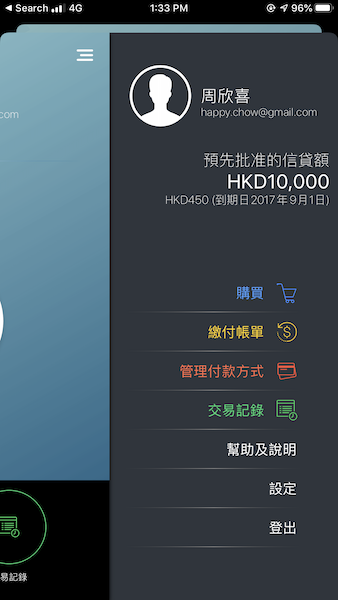 Search 4G 1:33 PM 96%
周欣喜
happy.chow@gmail.com
.com
預先批准的信貸額
HKD10,000
HKD450 (到期日2017年9月1日)
購買
繳付帳單
管理付款方式
交易記錄
幫助及說明
設定
登出
易記錄